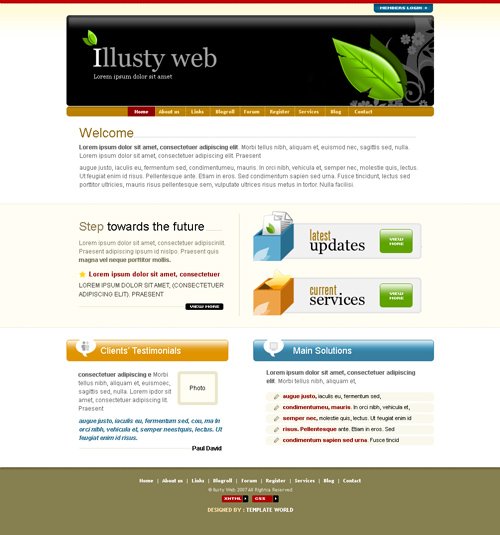 MEMBERS LOGIN
Illusty web
Lorem ipsum dolor sit amet
Home About us Links Blogroll Forum Register Services Blog Contact
Welcome
Lorem ipsum dolor sit amet, consectetuer adipiscing elit. Morbi tellus nibh, aliquam et, euismod nec, sagittis sed, nulla.
Lorem ipsum dolor sit amet, consectetuer adipiscing elit. Praesent
augue justo, iaculis eu, fermentum sed, condimentumeu, mauris. In orci nibh, vehicula et, semper nec, molestie quis, lectus.
Ut feugiat enim id risus. Pellentesque ante. Etiam in eros. Sed condimentum sapien sed urna. Fusce tincidunt, lectus sed
porttitor ultricies, mauris risus pellentesque sem, vulputate ultrices risus metus in tortor. Nulla facilisi.
Step towards the future
Lorem ipsum dolor sit amet, consectetuer adipiscinlit.
Praesent adipiscing ipsum id nislpo. Praesent quis
magna vel neque porttitor mollis.
Lorem ipsum dolor sit amet, consectetuer
LOREM IPSUM DOLOR SIT AMET, (CONSECTETUER
ADIPISCING ELIT). PRAESENT
VIEW MORE
latest
updates
VIEW
MORE
current
services
VIEW
MORE
Clients' Testimonials
consectetuer adipiscing e Morbi
tellus nibh, aliquam et, euismoec,
sagittis sed, nulla. Lorem ipdor sit
amet, consectetuer adipiscing it.
Praesent
Photo
augue justo, iaculis eu, fermentum sed, cou, ma In
orci nibh, vehicula et, semper neestquis, lectus. Ut
feugiat enim id risus.
Paul David
Main Solutions
Lorem ipsum dolor sit amet, consectetuer adipiscing
elit. Morbi tellus nibh, aliquam et,
augue justo, iaculis eu, fermentum sed,
condimentumeu, mauris. In orci nibh, vehicula et,
semper nec, molestie quis, lectus. Ut feugiat enim id
risus. Pellentesque ante. Etiam in eros. Sed
condimentum sapien sed urna. Fusce tincid
Home | About us | Links | Blogroll | Forum | Register | Services | Blog | Contact
© Ilusty Web 2007 All Rights Reserved.
XHTML CSS
DESIGNED BY : TEMPLATE WORLD